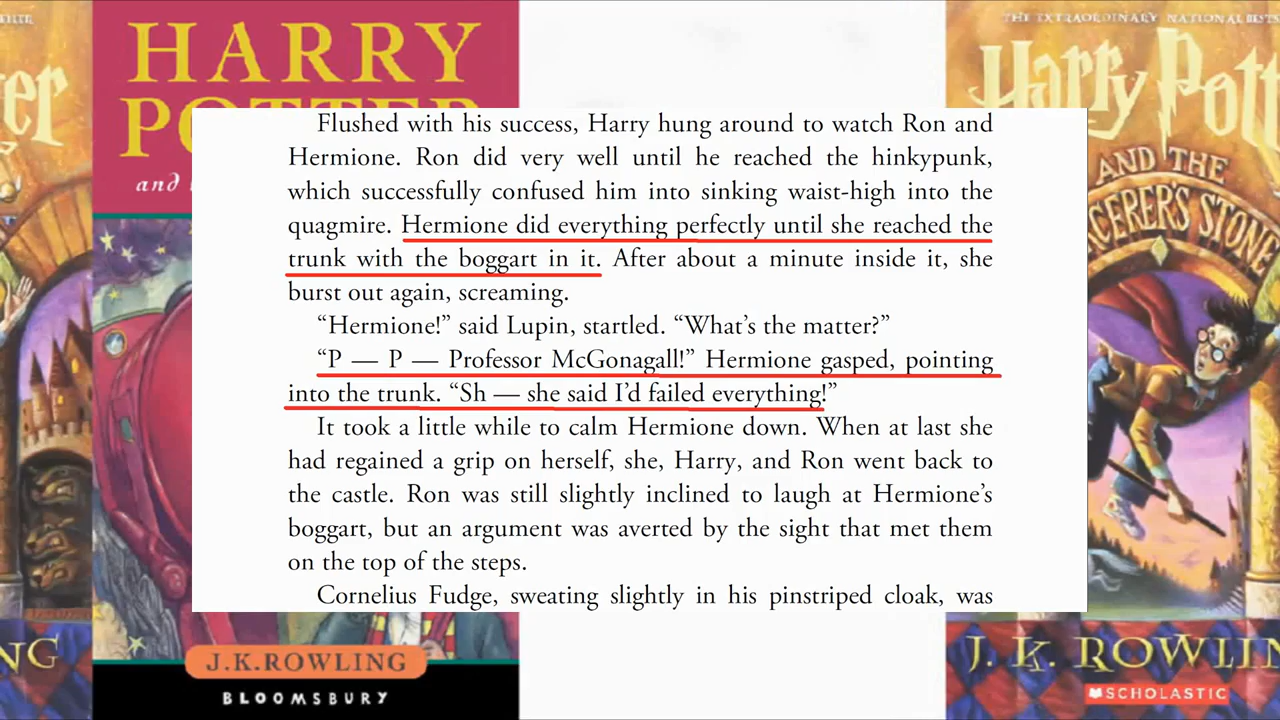 HARRY
THE EXTRAORDINARY NATIONAL
Harry
AND THE
STONE
and
Flushed with his success, Harry hung around to watch Ron and
Hermione. Ron did very well until he reached the hinkypunk,
which successfully confused him into sinking waist-high into the
quagmire. Hermione did everything perfectly until she reached the
trunk with the boggart in it. After about a minute inside it, she
burst out again, screaming.
“Hermione!” said Lupin, startled. “What’s the matter?”
“P — P — Professor McGonagall!” Hermione gasped, pointing
into the trunk. “Sh — she said I’d failed everything!”
It took a little while to calm Hermione down. When at last she
had regained a grip on herself, she, Harry, and Ron went back to
the castle. Ron was still slightly inclined to laugh at Hermione’s
boggart, but an argument was averted by the sight that met them
on the top of the steps.
Cornelius Fudge, sweating slightly in his pinstriped cloak, was
J.K.ROWLING
BLOOMSBURY
J. K.
SCHOLASTIC